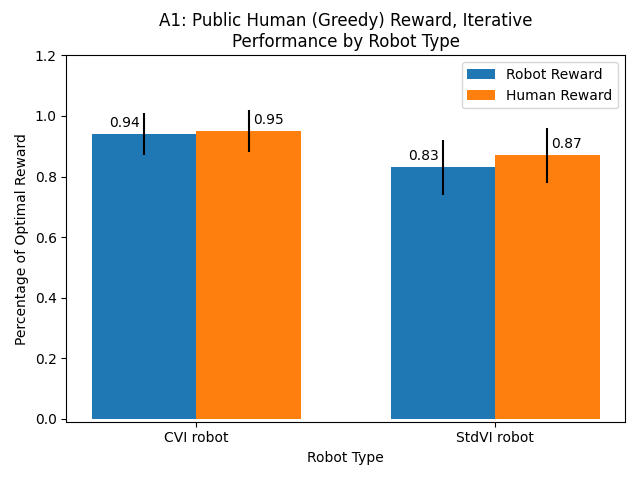 A1: Public Human (Greedy) Reward, Iterative
Performance by Robot Type
Robot Reward
Human Reward
Percentage of Optimal Reward
1.2
1.0
0.8
0.6
0.4
0.2
0.0
0.94
0.95
0.83
0.87
CVI robot
StdVI robot
Robot Type